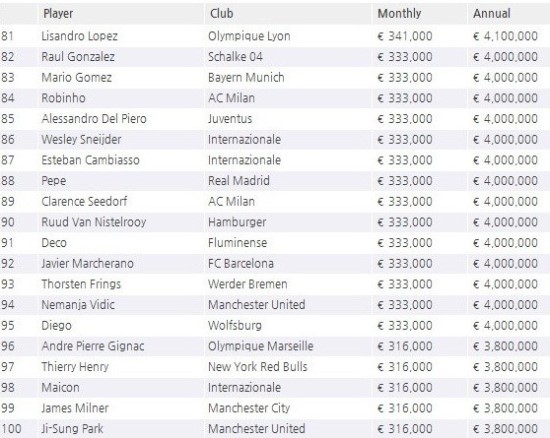 Player Club Monthly Annual
81 Lisandro Lopez Olympique Lyon € 341,000 € 4,100,000
82 Raul Gonzalez Schalke 04 € 333,000 € 4,000,000
83 Mario Gomez Bayern Munich € 333,000 € 4,000,000
84 Robinho AC Milan € 333,000 € 4,000,000
85 Alessandro Del Piero Juventus € 333,000 € 4,000,000
86 Wesley Sneijder Internazionale € 333,000 € 4,000,000
87 Esteban Cambiasso Internazionale € 333,000 € 4,000,000
88 Pepe Real Madrid € 333,000 € 4,000,000
89 Clarence Seedorf AC Milan € 333,000 € 4,000,000
90 Ruud Van Nistelrooy Hamburger € 333,000 € 4,000,000
91 Deco Fluminense € 333,000 € 4,000,000
92 Javier Marcherano FC Barcelona € 333,000 € 4,000,000
93 Thorsten Frings Werder Bremen € 333,000 € 4,000,000
94 Nemanja Vidic Manchester United € 333,000 € 4,000,000
95 Diego Wolfsburg € 333,000 € 4,000,000
96 Andre Pierre Gignac Olympique Marseille € 316,000 € 3,800,000
97 Thierry Henry New York Red Bulls € 316,000 € 3,800,000
98 Maicon Internazionale € 316,000 € 3,800,000
99 James Milner Manchester City € 316,000 € 3,800,000
100 Ji-Sung Park Manchester United € 316,000 € 3,800,000